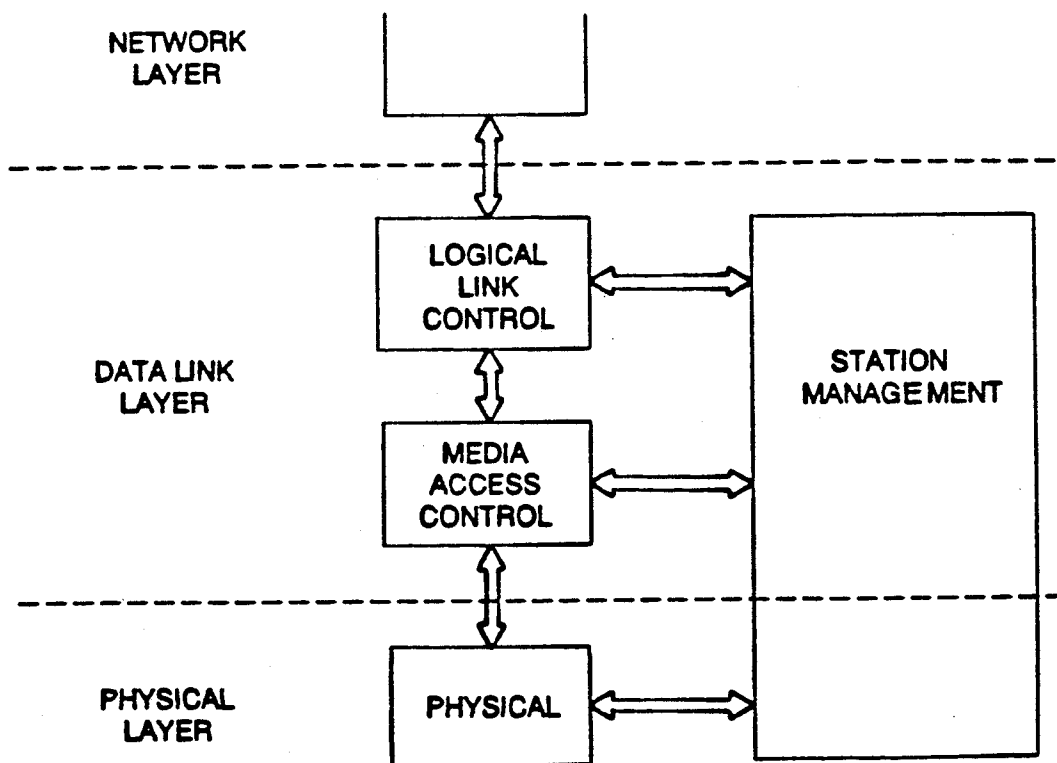 NETWORK
LAYER
LOGICAL
LINK
CONTROL
DATA LINK
LAYER
STATION
MANAGEMENT
MEDIA
ACCESS
CONTROL
PHYSICAL
LAYER
PHYSICAL